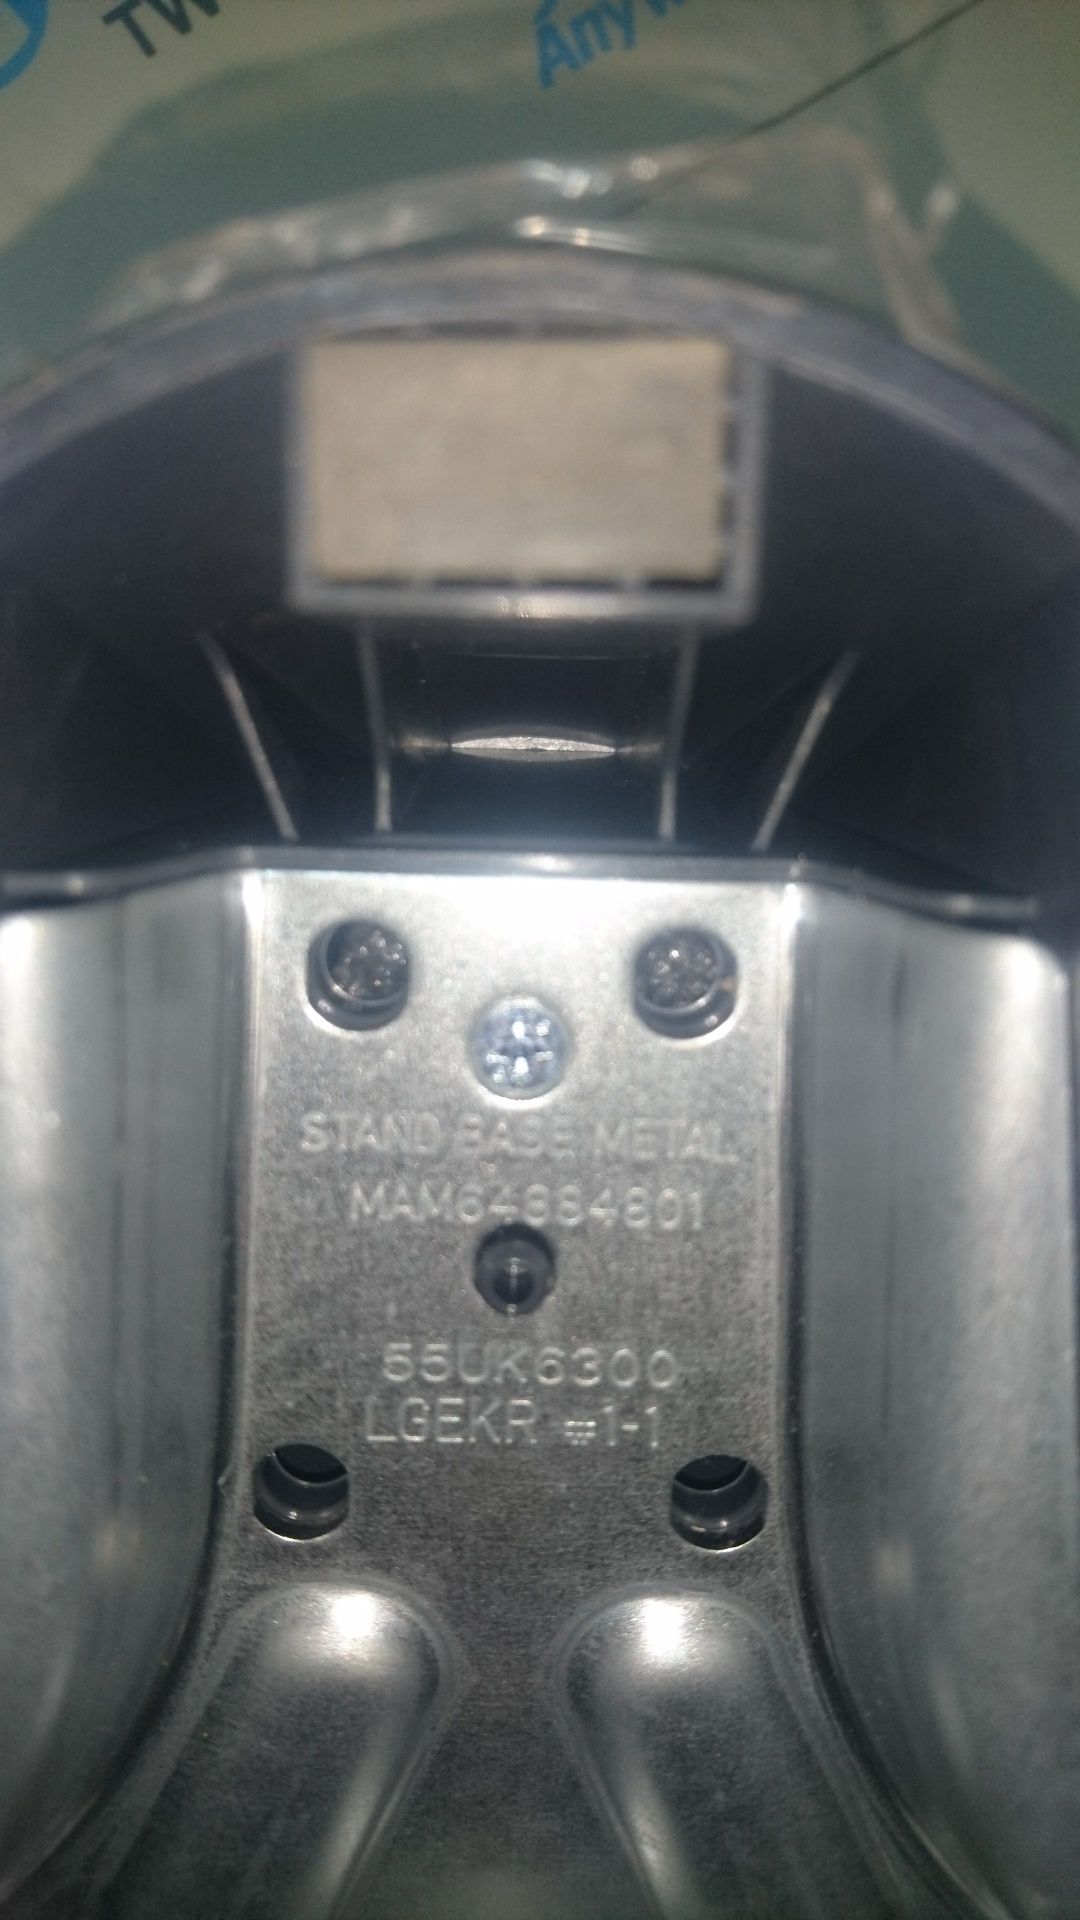 STAND BASE METAL
MAM64884801
55UK6300
LGEKR #1-1